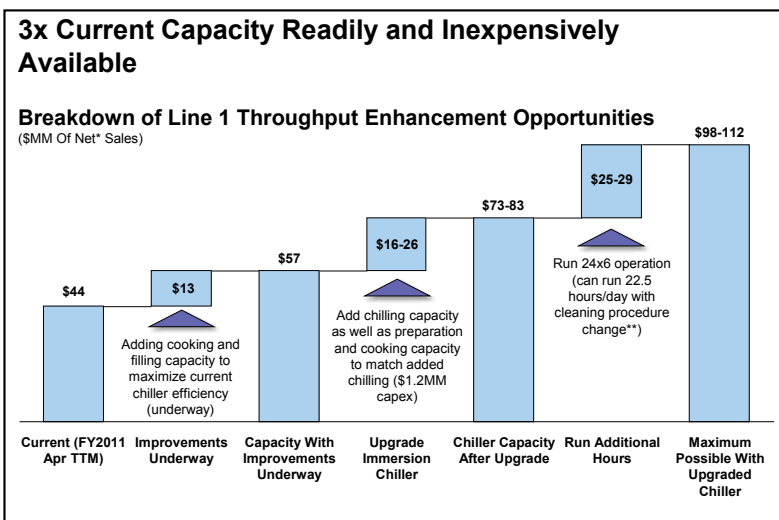 3x Current Capacity Readily and Inexpensively
Available
Breakdown of Line 1 Throughput Enhancement Opportunities
($MM Of Net* Sales)
$44
$13
$57
$16-26
$73-83
$25-29
$98-112
Adding cooking and
filling capacity to
maximize current
chiller efficiency
(underway)
Add chilling capacity
as well as preparation
and cooking capacity
to match added
chilling ($1.2MM
capex)
Run 24x6 operation
(can run 22.5
hours/day with
cleaning procedure
change**)
Current (FY2011
Apr TTM)
Improvements
Underway
Capacity With
Improvements
Underway
Upgrade
Immersion
Chiller
Chiller Capacity
After Upgrade
Run Additional
Hours
Maximum
Possible With
Upgraded
Chiller